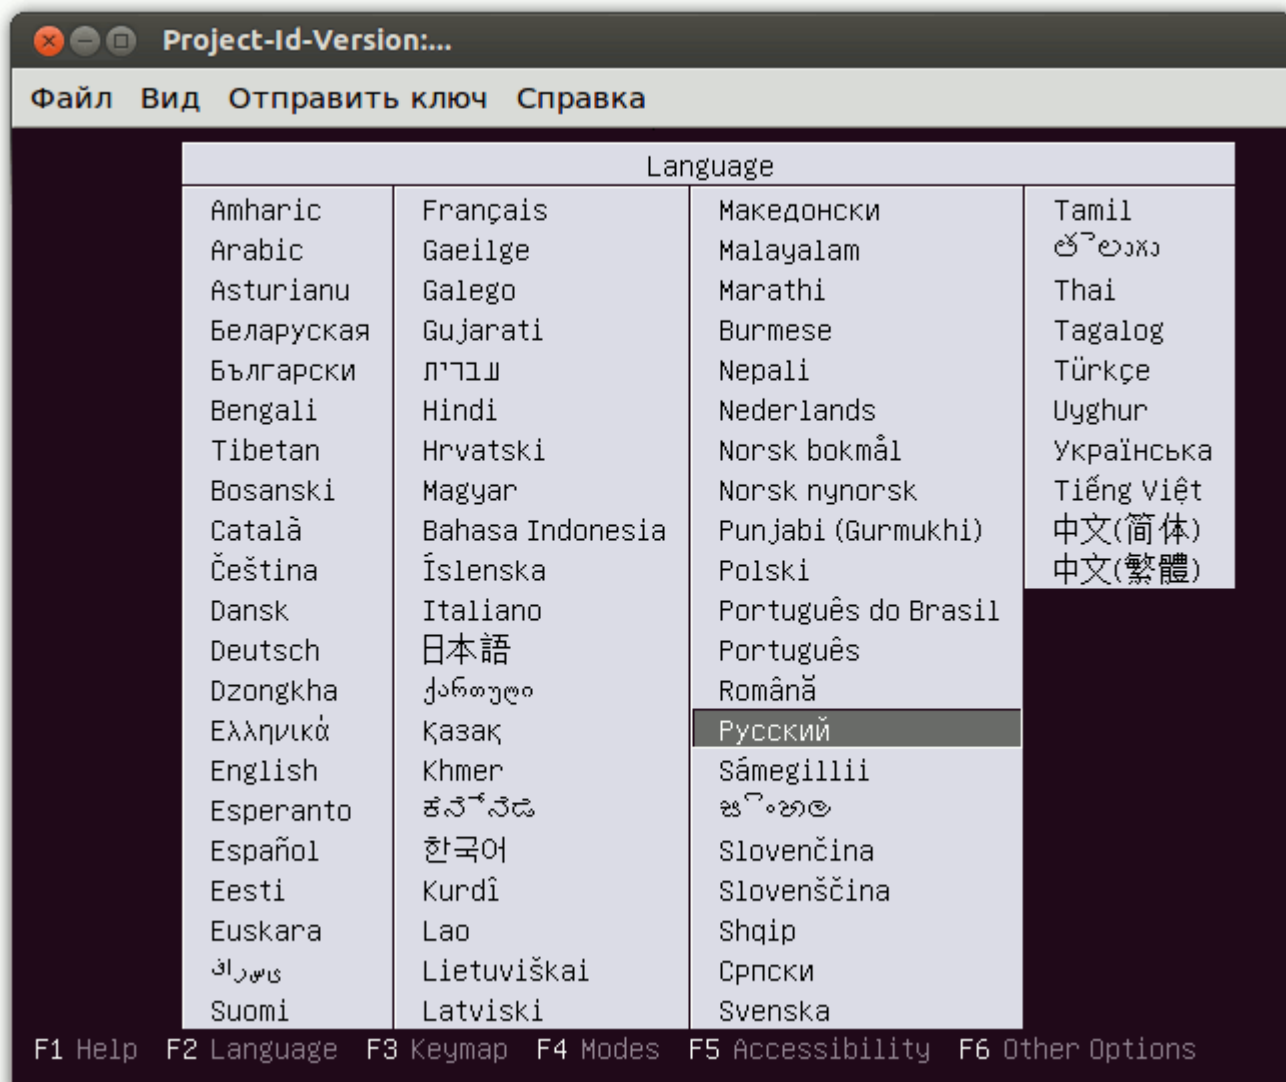 Project-Id-Version:...
Файл Вид Отправить ключ Справка
Language
Amharic
Arabic
Asturianu
Беларуская
Български
Bengali
Tibetan
Bosanski
Català
Čeština
Dansk
Deutsch
Dzongkha
Ελληνικά
English
Esperanto
Español
Eesti
Euskara
ﻯﺱﺭﺍﻑ
Suomi
Français
Gaeilge
Galego
Gujarati
עברית
Hindi
Hrvatski
Magyar
Bahasa Indonesia
Íslenska
Italiano
日本語
ქართული
Қазақ
Khmer
ಕನ್ನಡ
한국어
Kurdî
Lao
Lietuviškai
Latviski
Македонски
Malayalam
Marathi
Burmese
Nepali
Nederlands
Norsk bokmål
Norsk nynorsk
Punjabi (Gurmukhi)
Polski
Português do Brasil
Português
Română
Русский
Sámegillii
සිංහල
Slovenčina
Slovenščina
Shqip
Српски
Svenska
Tamil
తెలుగు
Thai
Tagalog
Türkçe
Uyghur
Українська
Tiếng Việt
中文(简体)
中文(繁體)
F1 Help F2 Language F3 Keymap F4 Modes F5 Accessibility F6 Other Options